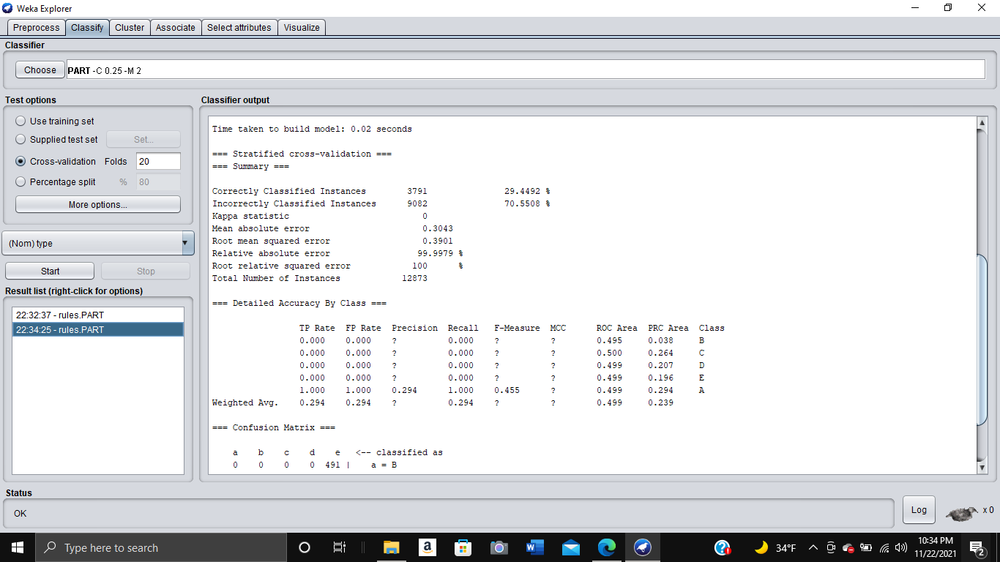 Weka Explorer
Preprocess Classify Cluster Associate Select attributes Visualize
Classifier
Choose PART -C 0.25 -M 2
Test options
Use training set
Supplied test set Set...
Cross-validation Folds 20
Percentage split % 80
More options...
(Nom) type
Start Stop
Result list (right-click for options)
22:32:37 - rules.PART
22:34:25 - rules.PART
Classifier output
Time taken to build model: 0.02 seconds
=== Stratified cross-validation ===
=== Summary ===
Correctly Classified Instances 3791 29.4492 %
Incorrectly Classified Instances 9082 70.5508 %
Kappa statistic 0
Mean absolute error 0.3043
Root mean squared error 0.3901
Relative absolute error 99.9979 %
Root relative squared error 100 %
Total Number of Instances 12873
=== Detailed Accuracy By Class ===
TP Rate FP Rate Precision Recall F-Measure MCC ROC Area PRC Area Class
0.000 0.000 ? 0.000 ? ? 0.495 0.038 B
0.000 0.000 ? 0.000 ? ? 0.500 0.264 C
0.000 0.000 ? 0.000 ? ? 0.499 0.207 D
0.000 0.000 ? 0.000 ? ? 0.499 0.196 E
1.000 1.000 0.294 1.000 0.455 ? 0.499 0.294 A
Weighted Avg. 0.294 0.294 ? 0.294 ? ? 0.499 0.239
=== Confusion Matrix ===
a b c d e <-- classified as
0 0 0 0 491 | a = B
Status
OK
Log x 0
Type here to search
34°F
10:34 PM
11/22/2021
2